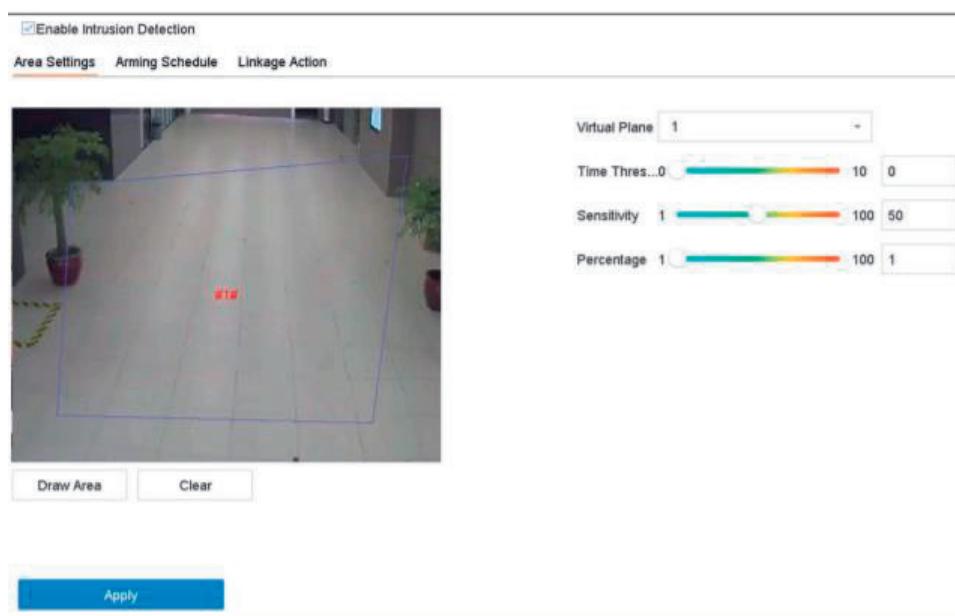 Enable Intrusion Detection
Area Settings Arming Schedule Linkage Action
Virtual Plane 1
Time Thres...0 10 0
Sensitivity 1 100 50
Percentage 1 100 1
#1#
Draw Area Clear
Apply